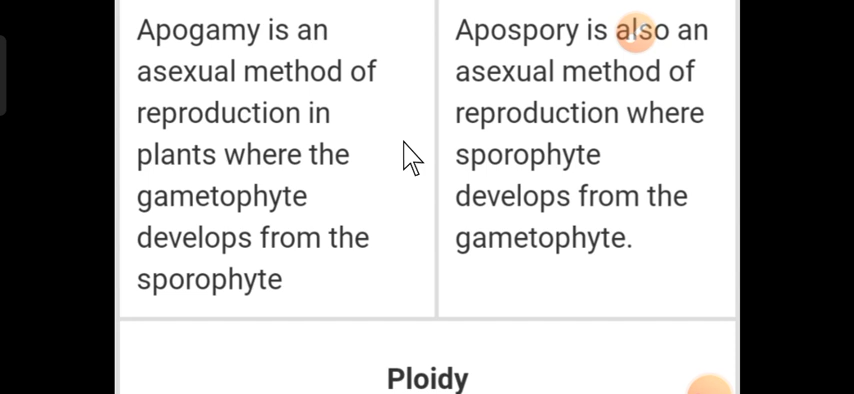 Apogamy is an
asexual method of
reproduction in
plants where the
gametophyte
develops from the
sporophyte
Apospory is also an
asexual method of
reproduction where
sporophyte
develops from the
gametophyte.
Ploidy